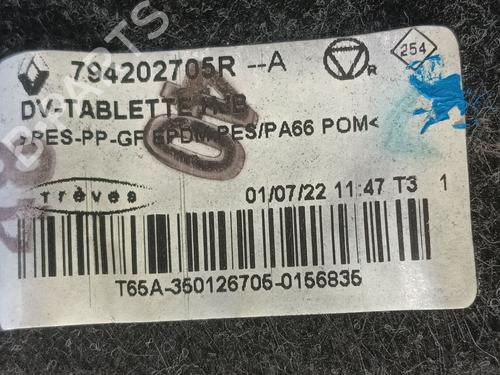 794202705R --A
R
254
DV-TABLETTE
>PES-PP-GF EPDM PES/PA66 POM<
Trèves
01/07/22 11:47 T3 1
T65A-350126705-0156835